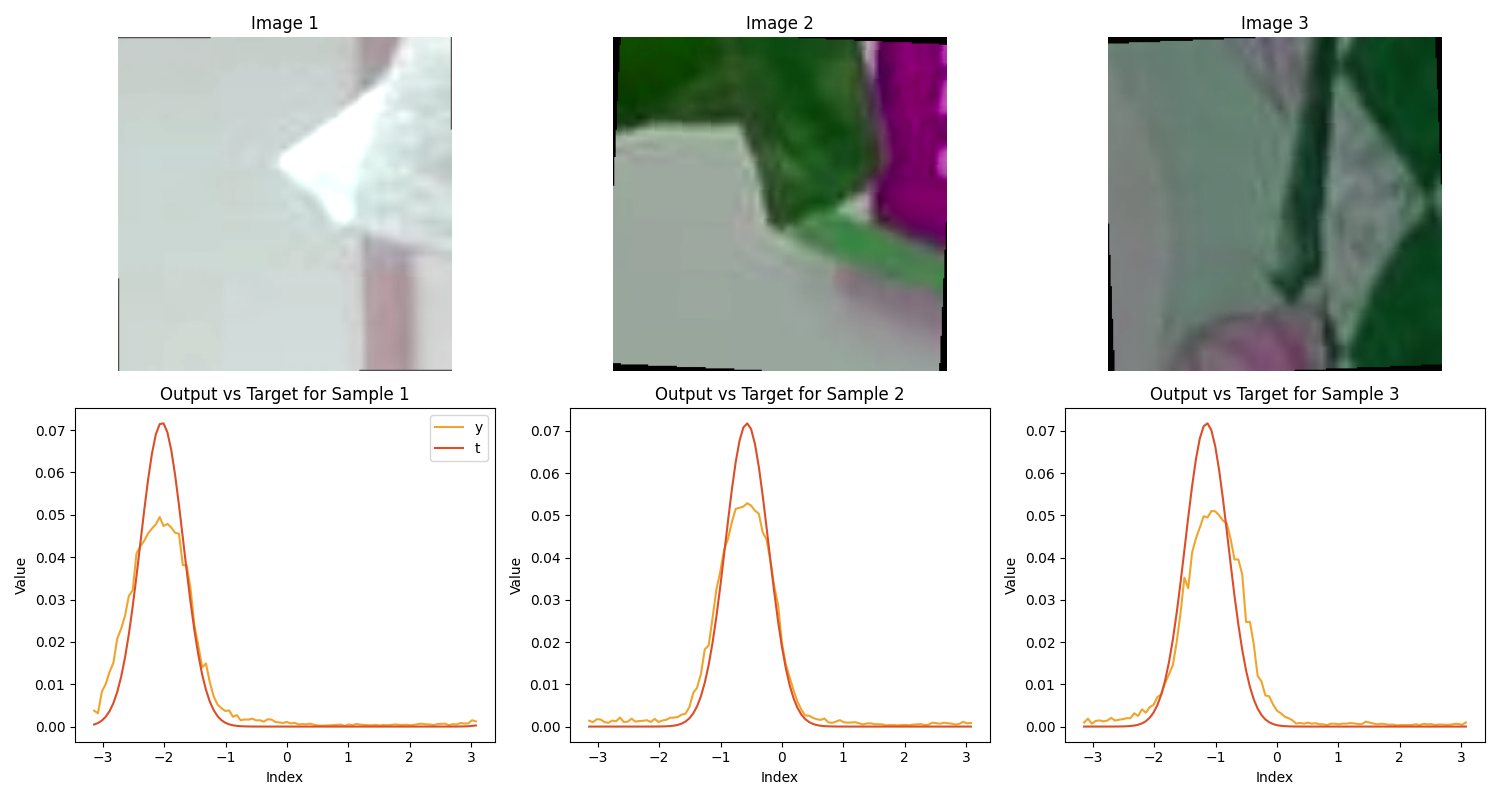 Image 1
Image 2
Image 3
Output vs Target for Sample 1
Output vs Target for Sample 2
Output vs Target for Sample 3
y
t
Value
0.07
0.06
0.05
0.04
0.03
0.02
0.01
0.00
−3 −2 −1 0 1 2 3
Index
Value
0.07
0.06
0.05
0.04
0.03
0.02
0.01
0.00
−3 −2 −1 0 1 2 3
Index
Value
0.07
0.06
0.05
0.04
0.03
0.02
0.01
0.00
−3 −2 −1 0 1 2 3
Index